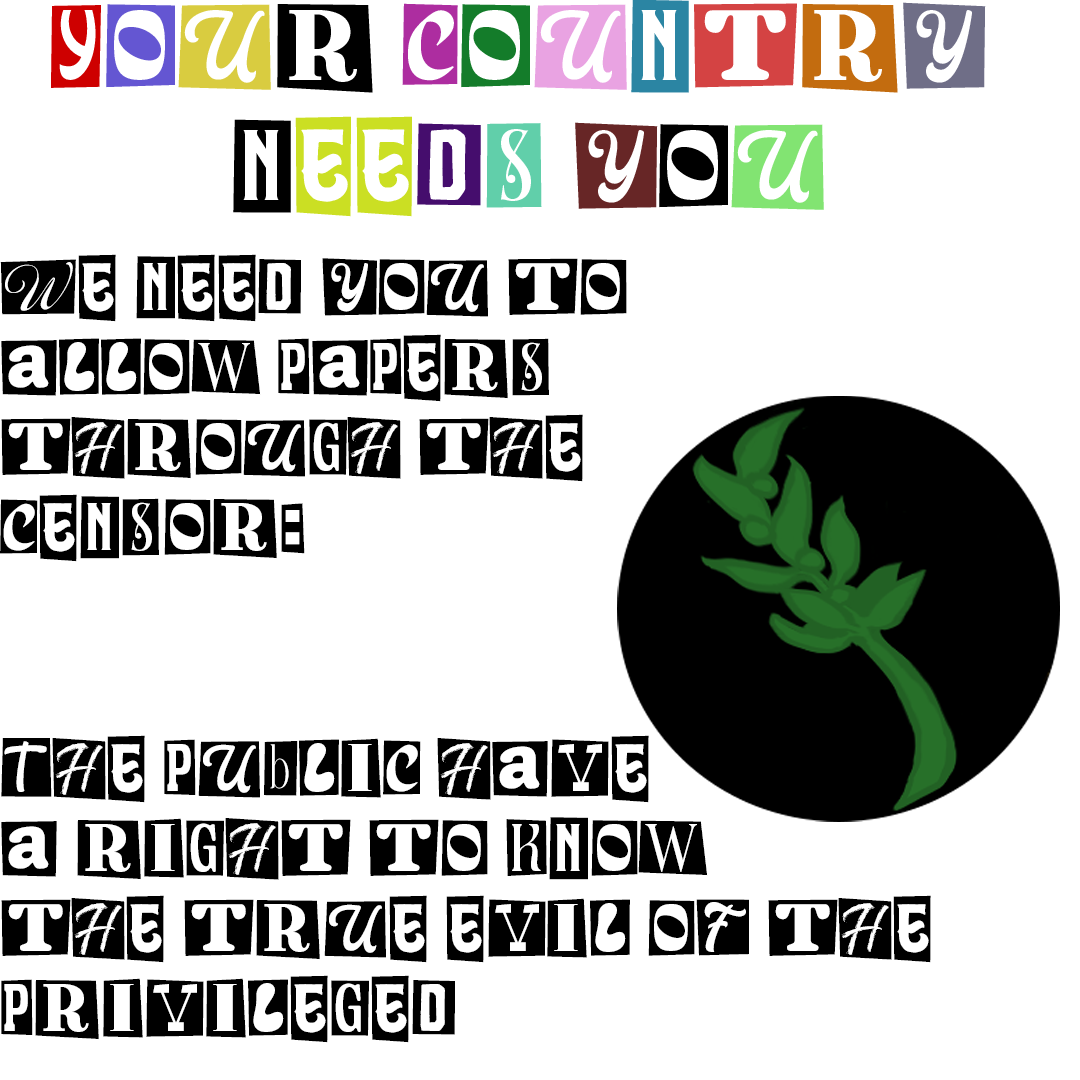 YOUR COUNTRY
NEEDS YOU
WE NEED YOU TO
aLLOW PaPERS
THROUGH THE
CENSOR:
THE PUbLIC HaVE
a RIGHT TO KNOW
THE TRUE EVIL OF THE
PRIVILEGED